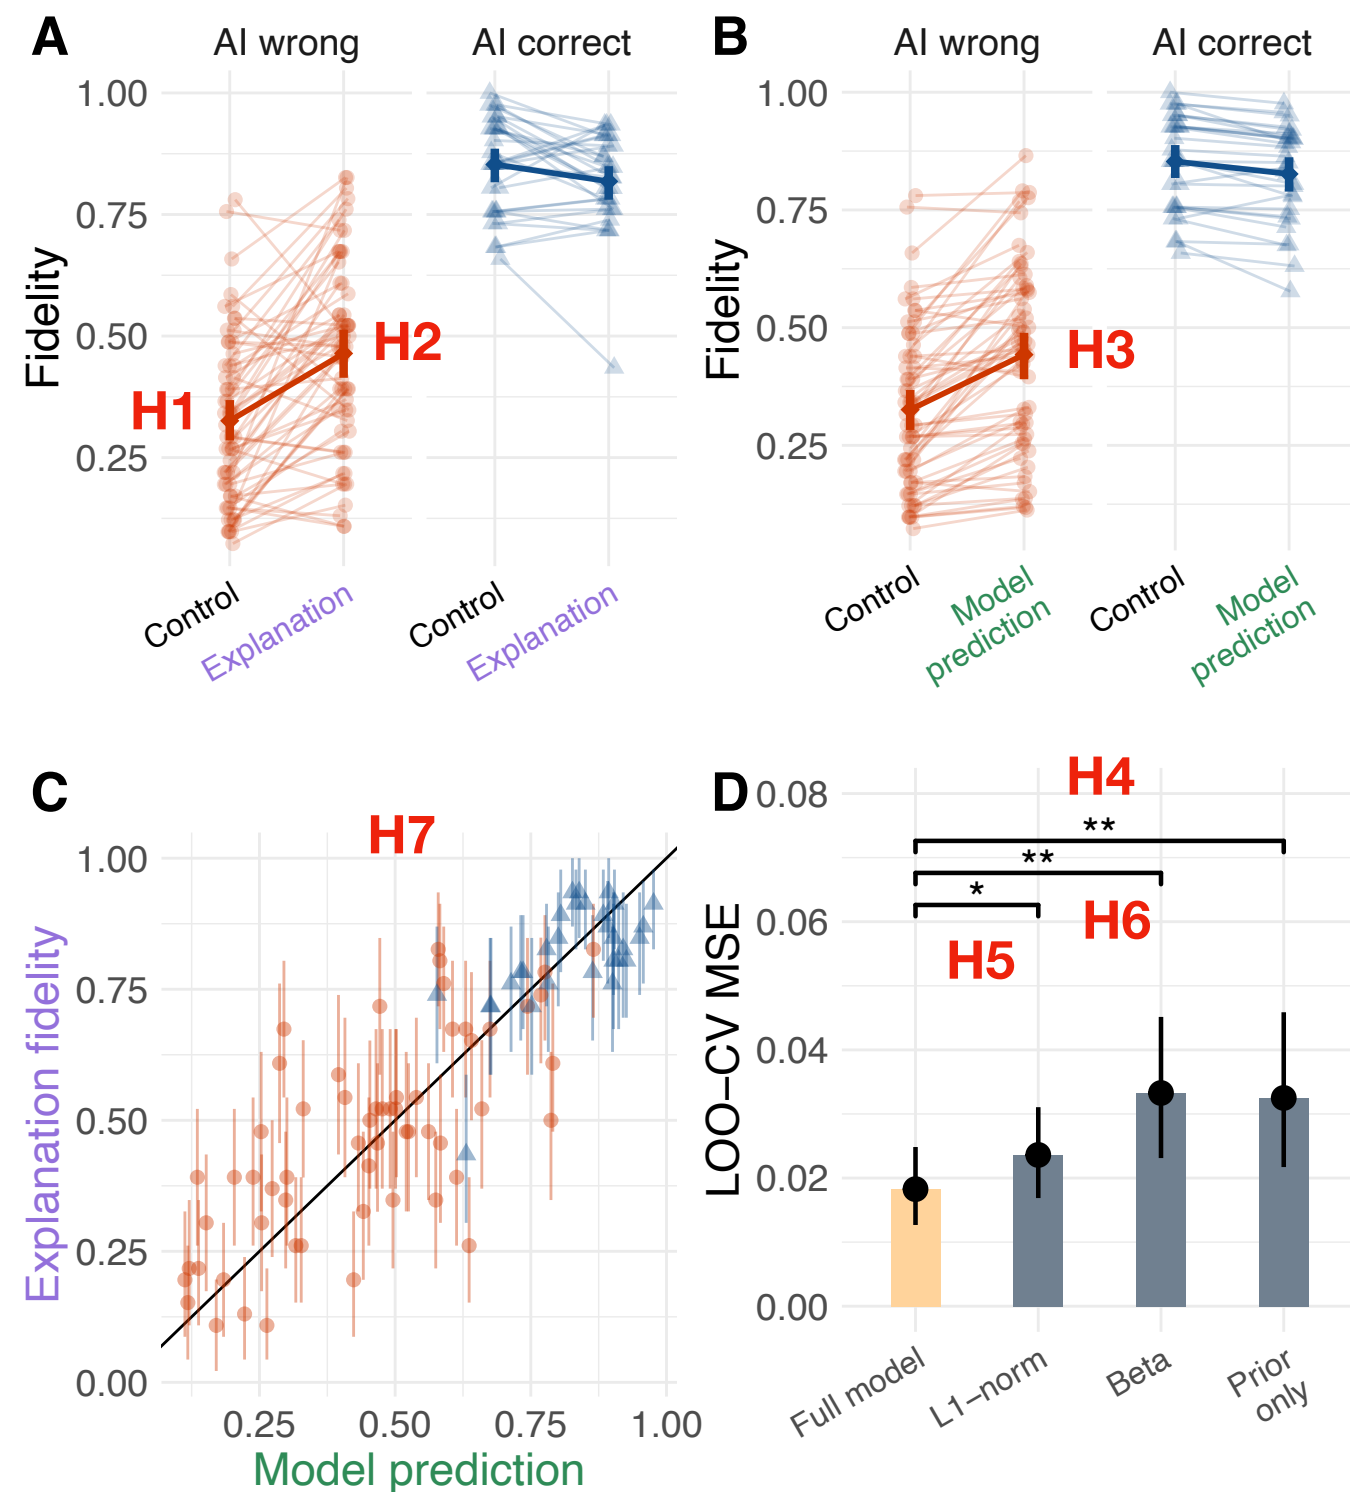 A
AI wrong
AI correct
1.00
0.75
0.50
0.25
Fidelity
H1
H2
Control
Explanation
Control
Explanation
B
AI wrong
AI correct
1.00
0.75
0.50
0.25
Fidelity
H3
Control
Model
prediction
Control
Model
prediction
C
H7
1.00
0.75
0.50
0.25
0.00
Explanation fidelity
0.25
0.50
0.75
1.00
Model prediction
D
H4
0.08
0.06
0.04
0.02
0.00
LOO–CV MSE
**
**
*
H6
H5
Full model
L1–norm
Beta
Prior
only